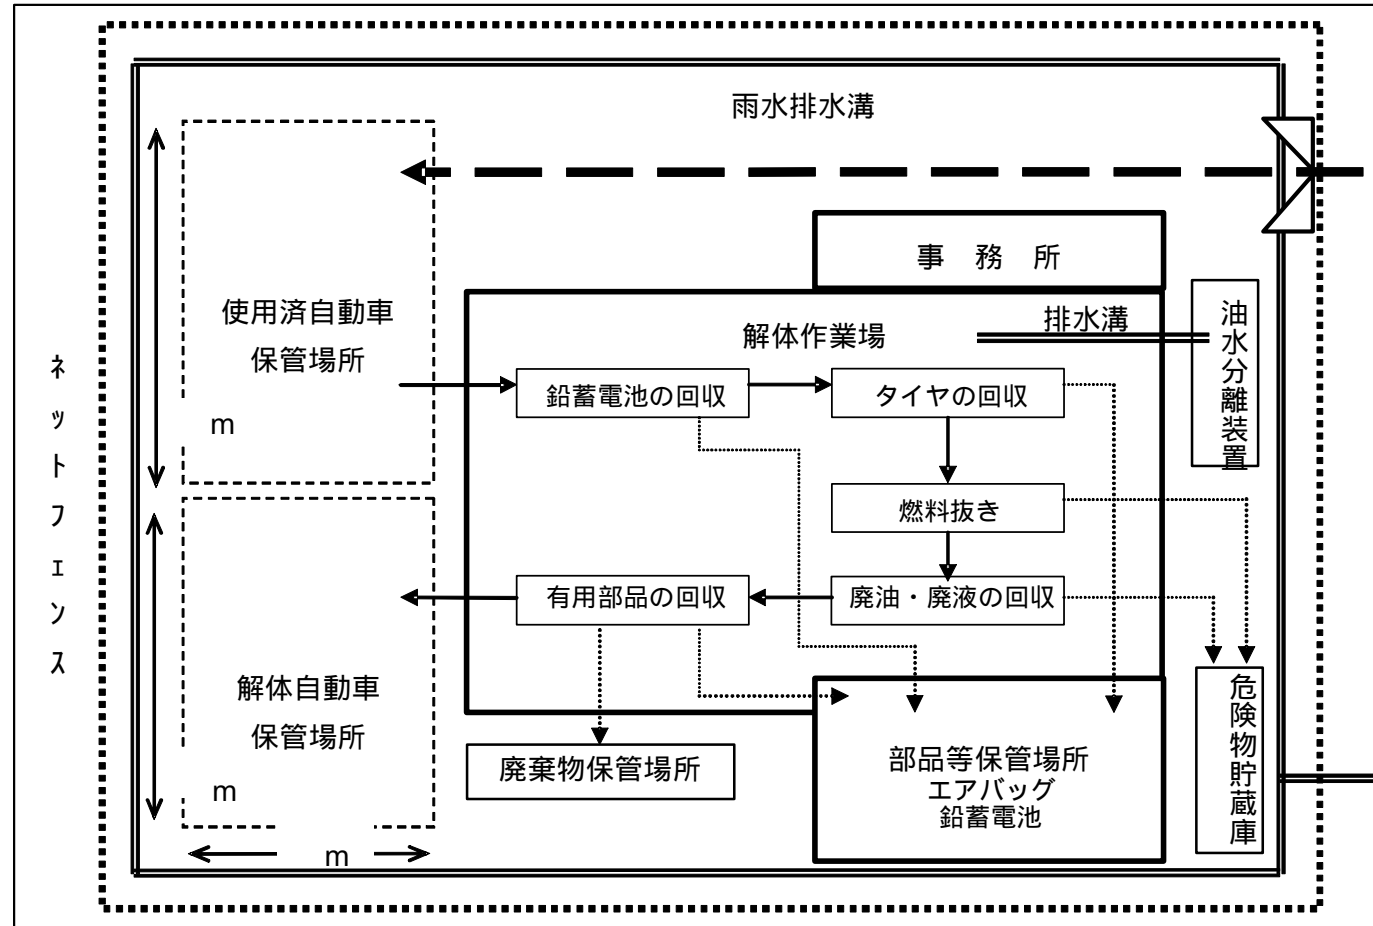 雨水排水溝
事 務 所
使用済自動車
保管場所
m
ネットフェンス
解体作業場
排水溝
油水分離装置
鉛蓄電池の回収
タイヤの回収
燃料抜き
有用部品の回収
廃油・廃液の回収
解体自動車
保管場所
m
m
廃棄物保管場所
部品等保管場所
エアバッグ
鉛蓄電池
危険物貯蔵庫